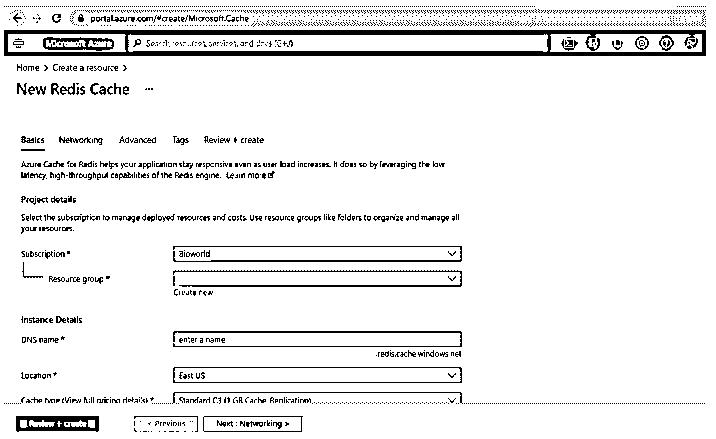 portal.azure.com/#create/Microsoft.Cache
Microsoft Azure
Search resources, services, and docs (G+/)
Home > Create a resource >
New Redis Cache ...
Basics Networking Advanced Tags Review + create
Azure Cache for Redis helps your application stay responsive even as user load increases. It does so by leveraging the low
latency, high-throughput capabilities of the Redis engine. Learn more
Project details
Select the subscription to manage deployed resources and costs. Use resource groups like folders to organize and manage all
your resources.
Subscription * Bioworld
Resource group *
Create new
Instance Details
DNS name * enter a name
.redis.cache.windows.net
Location * East US
Cache type (View full pricing details) * Standard C1 (1 GB Cache, Replication)
Review + create < Previous Next : Networking >